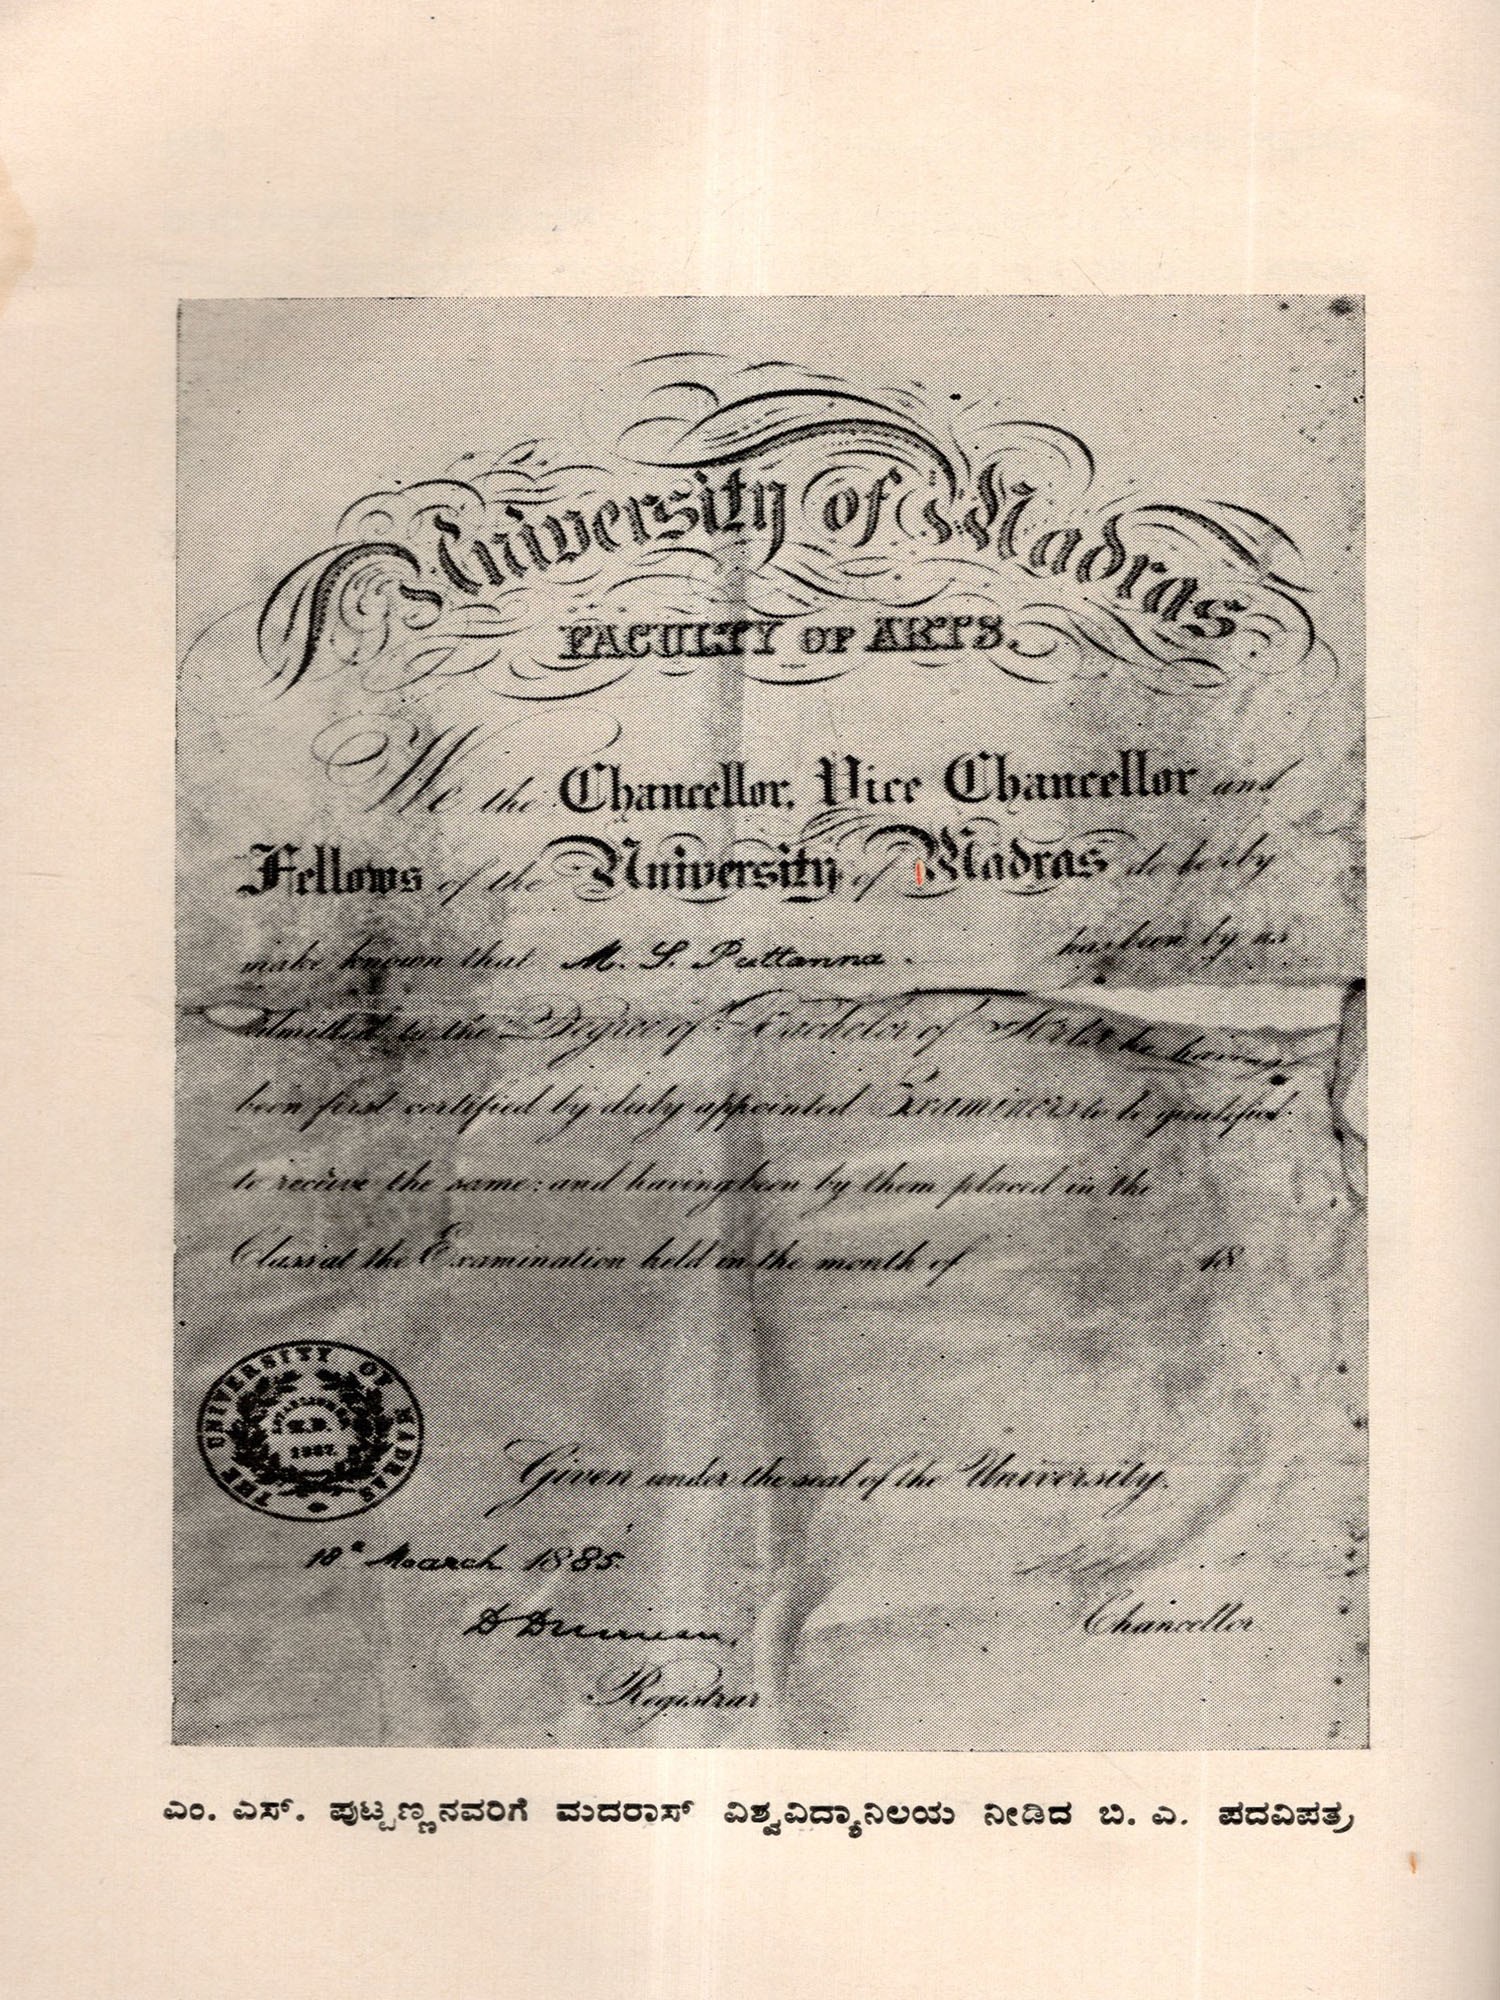 University of Madras
FACULTY OF ARTS.
We the Chancellor, Vice Chancellor and
Fellows of the University of Madras do herby
make known that M. S. Puttanna . has been by us
admitted to the Degree of Bachelor of Arts he having
been first certified by duly appointed Examiners to be qualified
to receive the same: and having been by them placed in the
Class at the Examination held in the month of 18
THE UNIVERSITY OF MADRAS
1857.
Given under the seal of the University.
18th March 1885.
D Duncan.
Chancellor.
Registrar
ಎಂ. ಎಸ್. ಪುಟ್ಟಣ್ಣನವರಿಗೆ ಮದರಾಸ್ ವಿಶ್ವವಿದ್ಯಾನಿಲಯ ನೀಡಿದ ಬಿ. ಎ. ಪದವಿಪತ್ರ